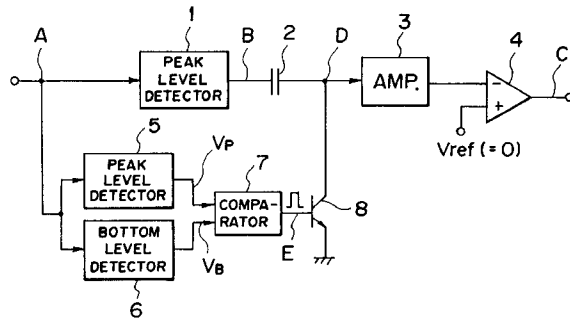 A
1
PEAK
LEVEL
DETECTOR
B
2
D
3
AMP.
4
−
+
C
Vref (=0)
5
PEAK
LEVEL
DETECTOR
VP
7
COMPA-
RATOR
E
8
BOTTOM
LEVEL
DETECTOR
VB
6